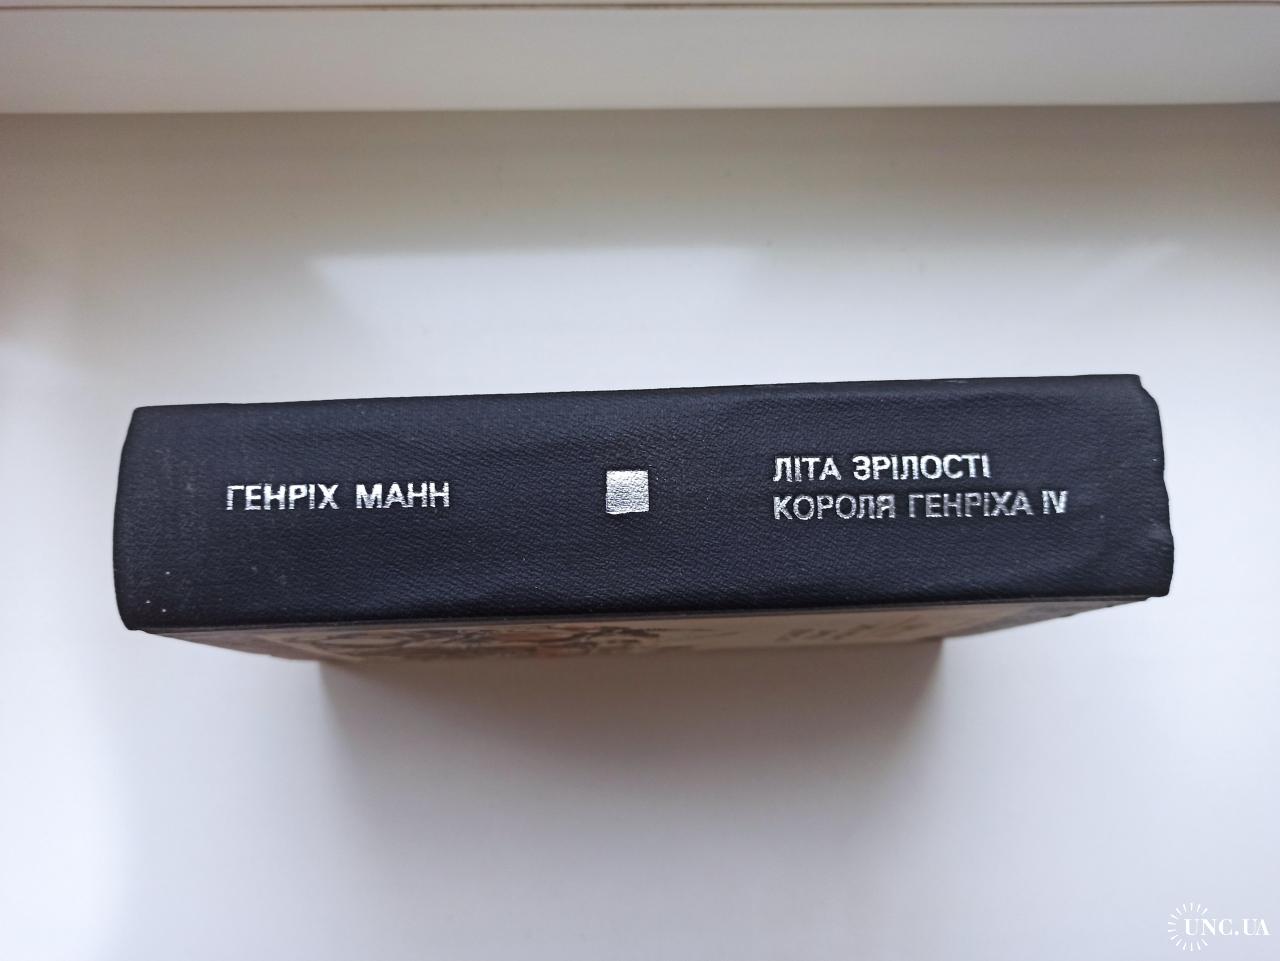 ГЕНРІХ МАНН
ЛІТА ЗРІЛОСТІ
КОРОЛЯ ГЕНРІХА IV
UNC.UA